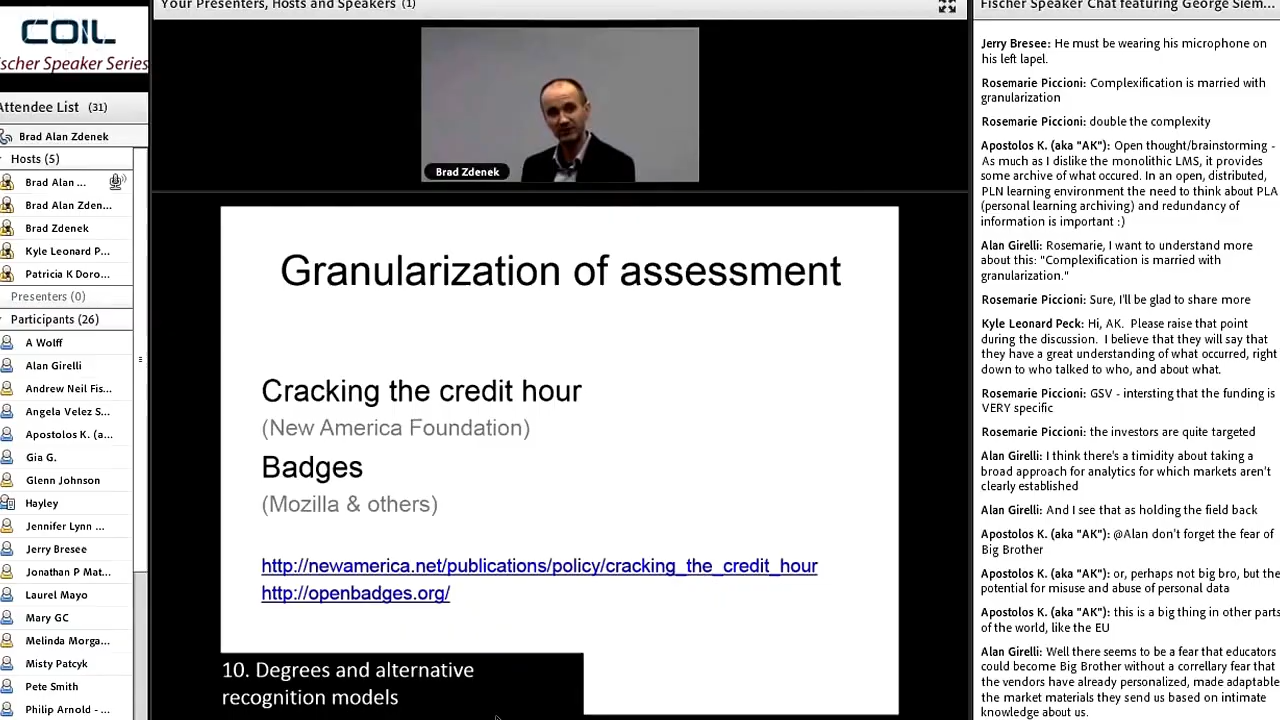 COIL
scher Speaker Series
Attendee List (31)
Brad Alan Zdenek
Hosts (5)
Brad Alan ...
Brad Alan Zden...
Brad Zdenek
Kyle Leonard P...
Patricia K Doro...
Presenters (0)
Participants (26)
A Wolff
Alan Girelli
Andrew Neil Fis...
Angela Velez S...
Apostolos K. (a...
Gia G.
Glenn Johnson
Hayley
Jennifer Lynn ...
Jerry Bresee
Jonathan P Mat...
Laurel Mayo
Mary GC
Melinda Morga...
Misty Patcyk
Pete Smith
Philip Arnold - ...
Your Presenters, Hosts and Speakers (1)
Brad Zdenek
Granularization of assessment
Cracking the credit hour
(New America Foundation)
Badges
(Mozilla & others)
http://newamerica.net/publications/policy/cracking_the_credit_hour
http://openbadges.org/
10. Degrees and alternative
recognition models
Fischer Speaker Chat featuring George Siem...
Jerry Bresee: He must be wearing his microphone on
his left lapel.
Rosemarie Piccioni: Complexification is married with
granularization
Rosemarie Piccioni: double the complexity
Apostolos K. (aka "AK"): Open thought/brainstorming -
As much as I dislike the monolithic LMS, it provides
some archive of what occured. In an open, distributed,
PLN learning environment the need to think about PLA
(personal learning archiving) and redundancy of
information is important :)
Alan Girelli: Rosemarie, I want to understand more
about this: "Complexification is married with
granularization."
Rosemarie Piccioni: Sure, I'll be glad to share more
Kyle Leonard Peck: Hi, AK. Please raise that point
during the discussion. I believe that they will say that
they have a great understanding of what occurred, right
down to who talked to who, and about what.
Rosemarie Piccioni: GSV - intersting that the funding is
VERY specific
Rosemarie Piccioni: the investors are quite targeted
Alan Girelli: I think there's a timidity about taking a
broad approach for analytics for which markets aren't
clearly established
Alan Girelli: And I see that as holding the field back
Apostolos K. (aka "AK"): @Alan don't forget the fear of
Big Brother
Apostolos K. (aka "AK"): or, perhaps not big bro, but the
potential for misuse and abuse of personal data
Apostolos K. (aka "AK"): this is a big thing in other parts
of the world, like the EU
Alan Girelli: Well there seems to be a fear that educators
could become Big Brother without a correllary fear that
the vendors have already personalized, made adaptable
the market materials they send us based on intimate
knowledge about us.